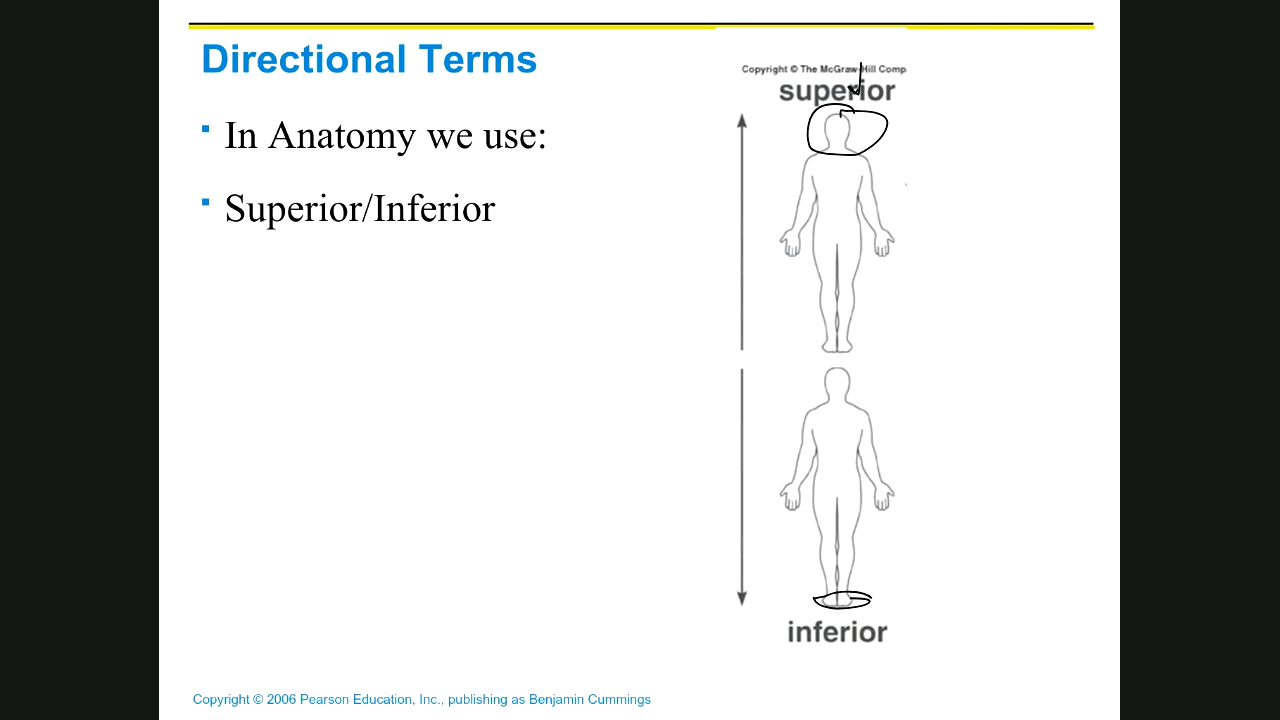 Directional Terms
In Anatomy we use:
Superior/Inferior
Copyright © The McGraw-Hill Comp
superior
inferior
Copyright © 2006 Pearson Education, Inc., publishing as Benjamin Cummings